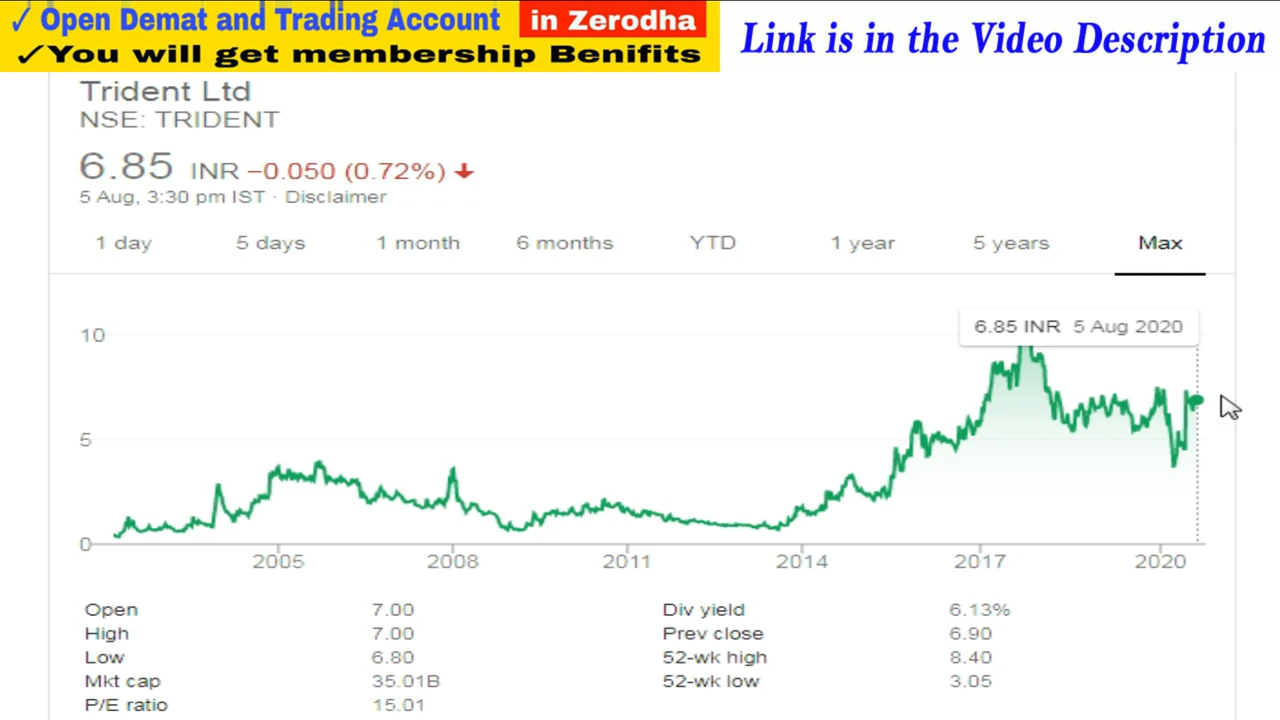 ✓ Open Demat and Trading Account in Zerodha
✓You will get membership Benifits
Link is in the Video Description
Trident Ltd
NSE: TRIDENT
6.85 INR −0.050 (0.72%) ↓
5 Aug, 3:30 pm IST · Disclaimer
1 day 5 days 1 month 6 months YTD 1 year 5 years Max
6.85 INR 5 Aug 2020
10
5
0
2005 2008 2011 2014 2017 2020
Open 7.00 Div yield 6.13%
High 7.00 Prev close 6.90
Low 6.80 52-wk high 8.40
Mkt cap 35.01B 52-wk low 3.05
P/E ratio 15.01